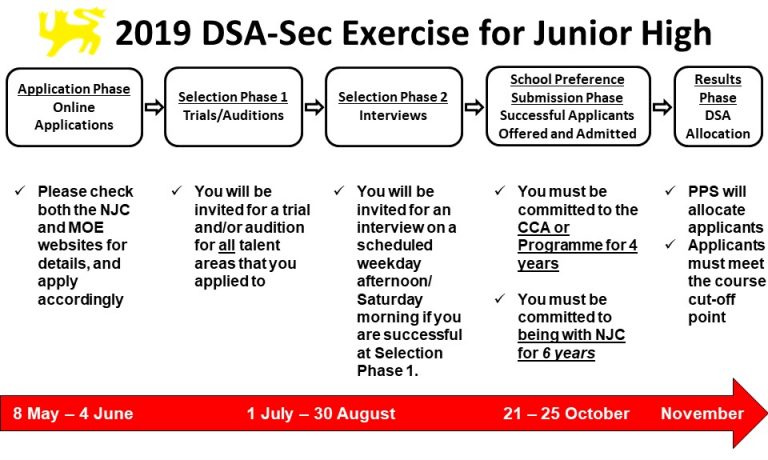 2019 DSA-Sec Exercise for Junior High
Application Phase
Online
Applications
Selection Phase 1
Trials/Auditions
Selection Phase 2
Interviews
School Preference
Submission Phase
Successful Applicants
Offered and Admitted
Results
Phase
DSA
Allocation
✓ Please check
both the NJC
and MOE
websites for
details, and
apply
accordingly
✓ You will be
invited for a trial
and/or audition
for all talent
areas that you
applied to
✓ You will be
invited for an
interview on a
scheduled
weekday
afternoon/
Saturday
morning if you
are successful
at Selection
Phase 1.
✓ You must be
committed to the
CCA or
Programme for 4
years
✓ You must be
committed to
being with NJC
for 6 years
✓ PPS will
allocate
applicants
✓ Applicants
must meet
the course
cut-off
point
8 May – 4 June
1 July – 30 August
21 – 25 October
November